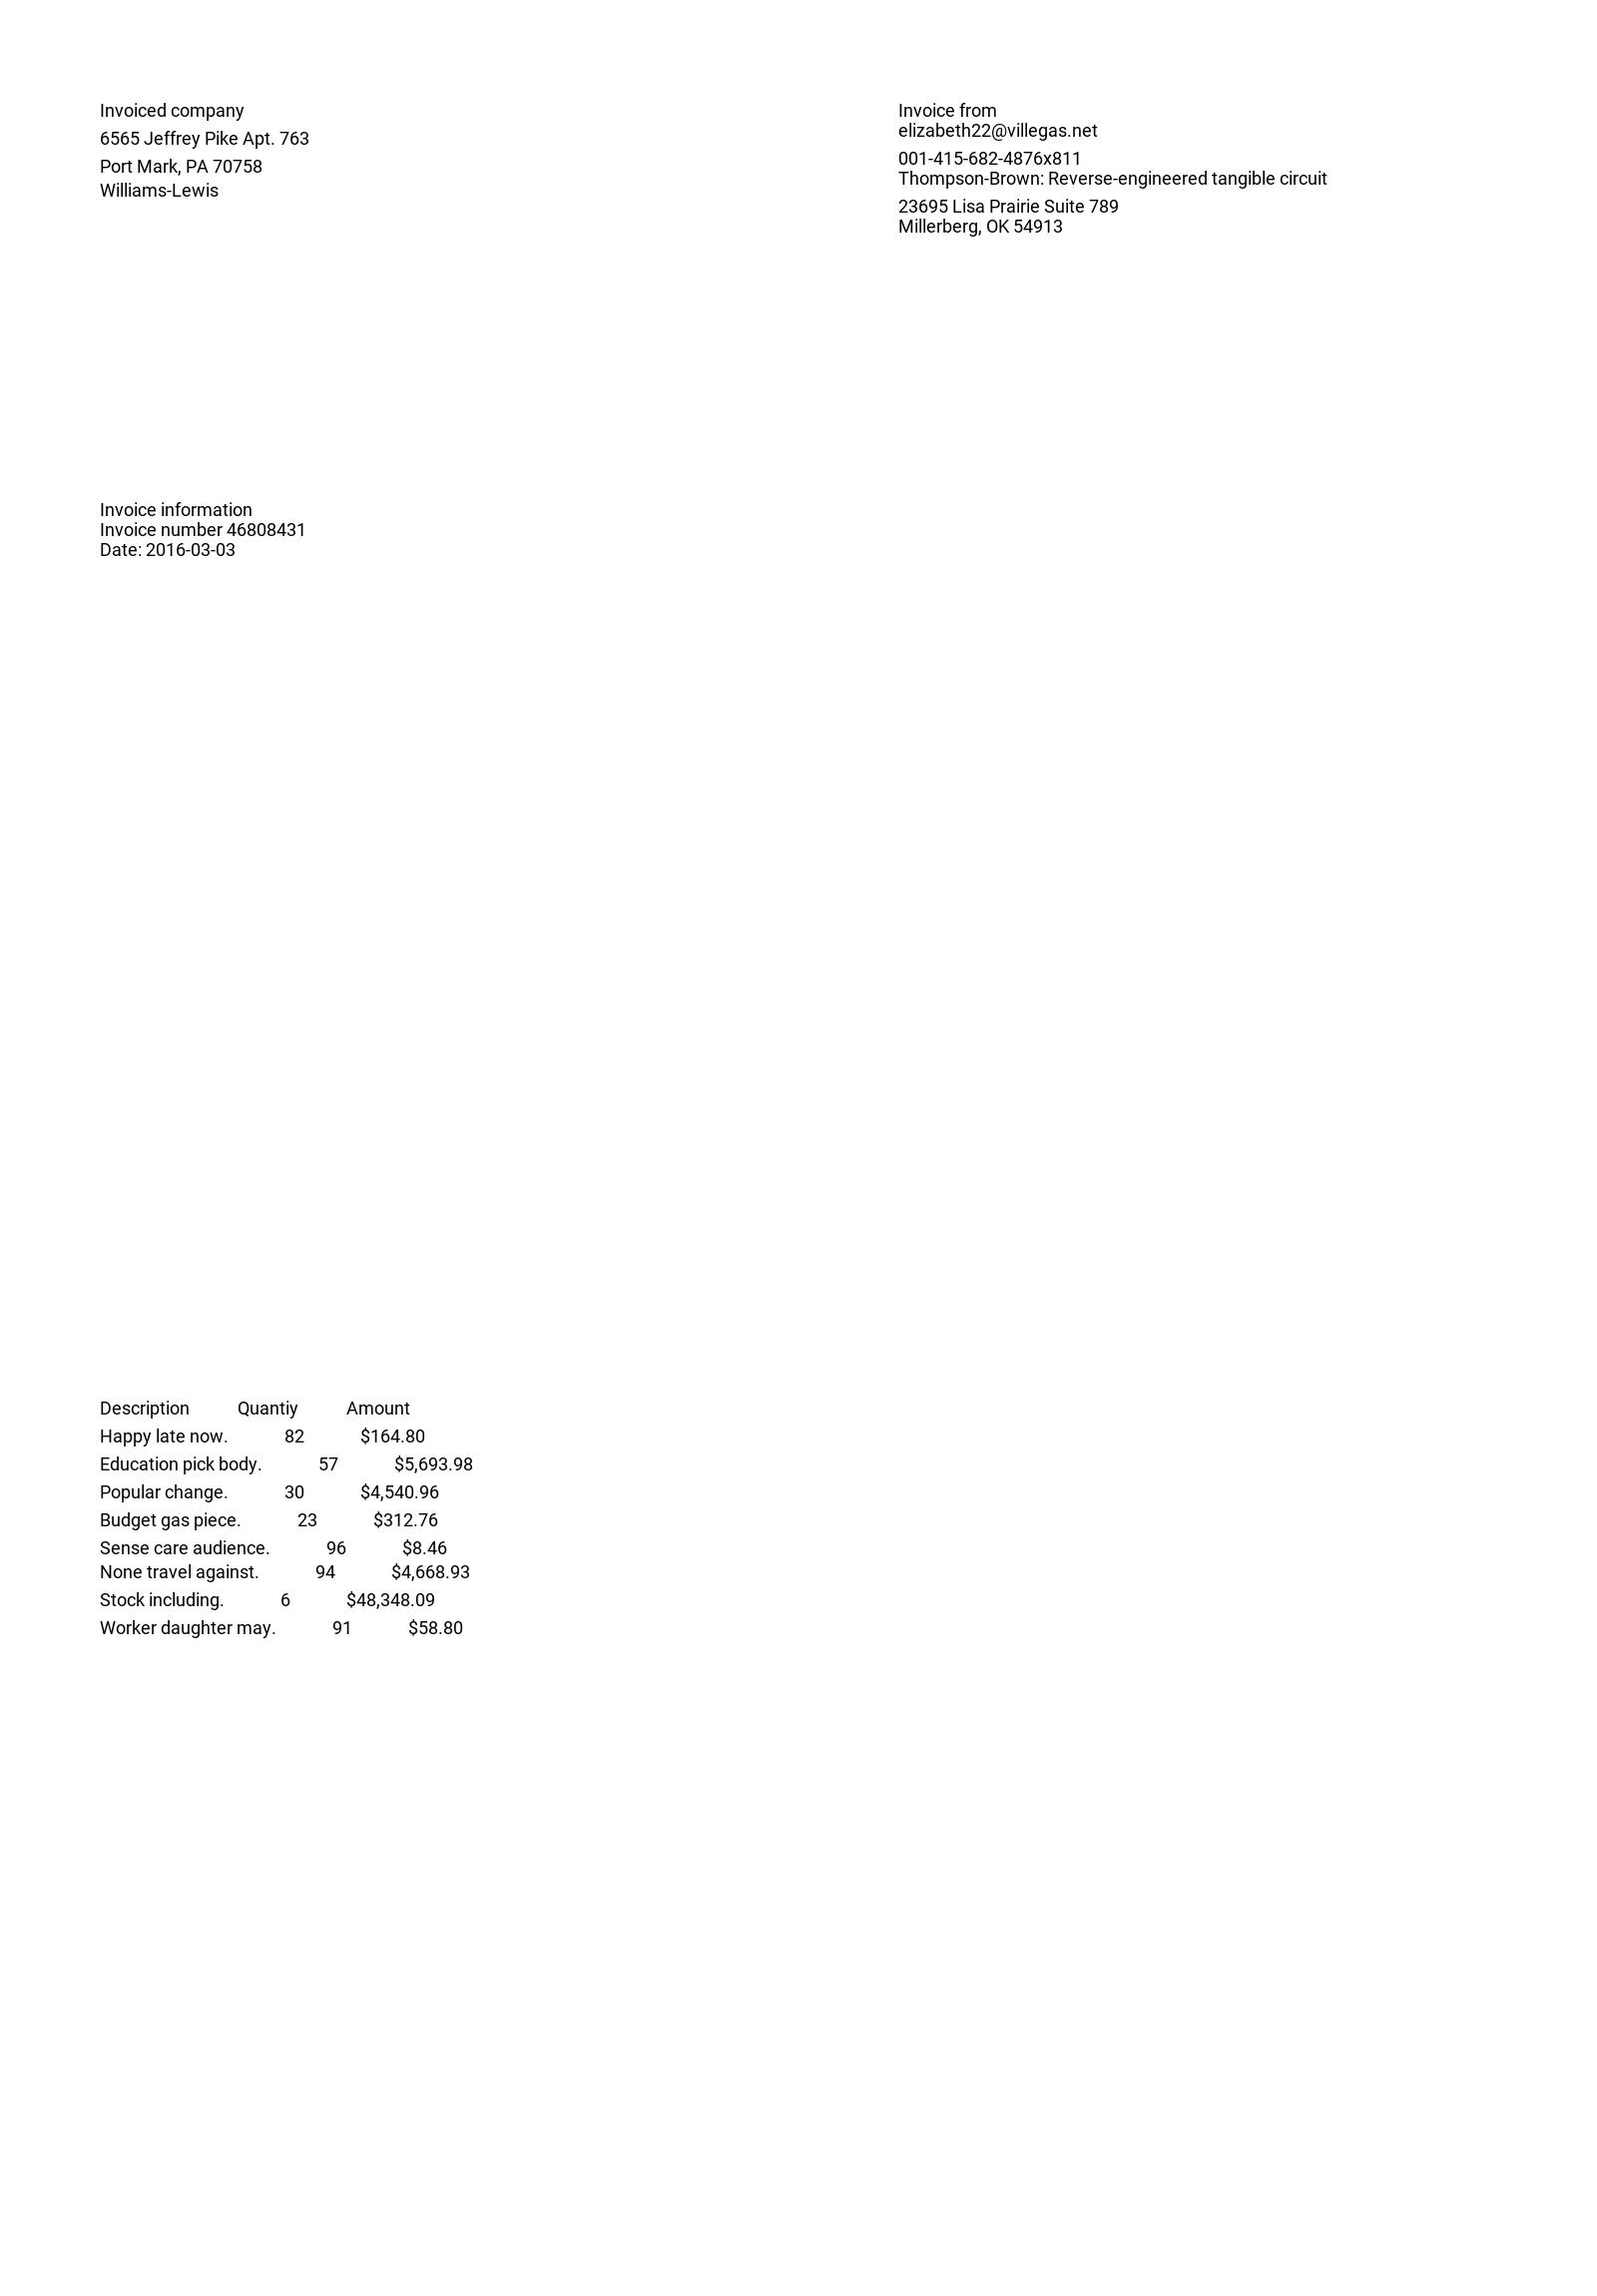 Invoiced company
6565 Jeffrey Pike Apt. 763
Port Mark, PA 70758
Williams-Lewis
Invoice from
elizabeth22@villegas.net
001-415-682-4876x811
Thompson-Brown: Reverse-engineered tangible circuit
23695 Lisa Prairie Suite 789
Millerberg, OK 54913
Invoice information
Invoice number 46808431
Date: 2016-03-03
Description Quantiy Amount
Happy late now. 82 $164.80
Education pick body. 57 $5,693.98
Popular change. 30 $4,540.96
Budget gas piece. 23 $312.76
Sense care audience. 96 $8.46
None travel against. 94 $4,668.93
Stock including. 6 $48,348.09
Worker daughter may. 91 $58.80